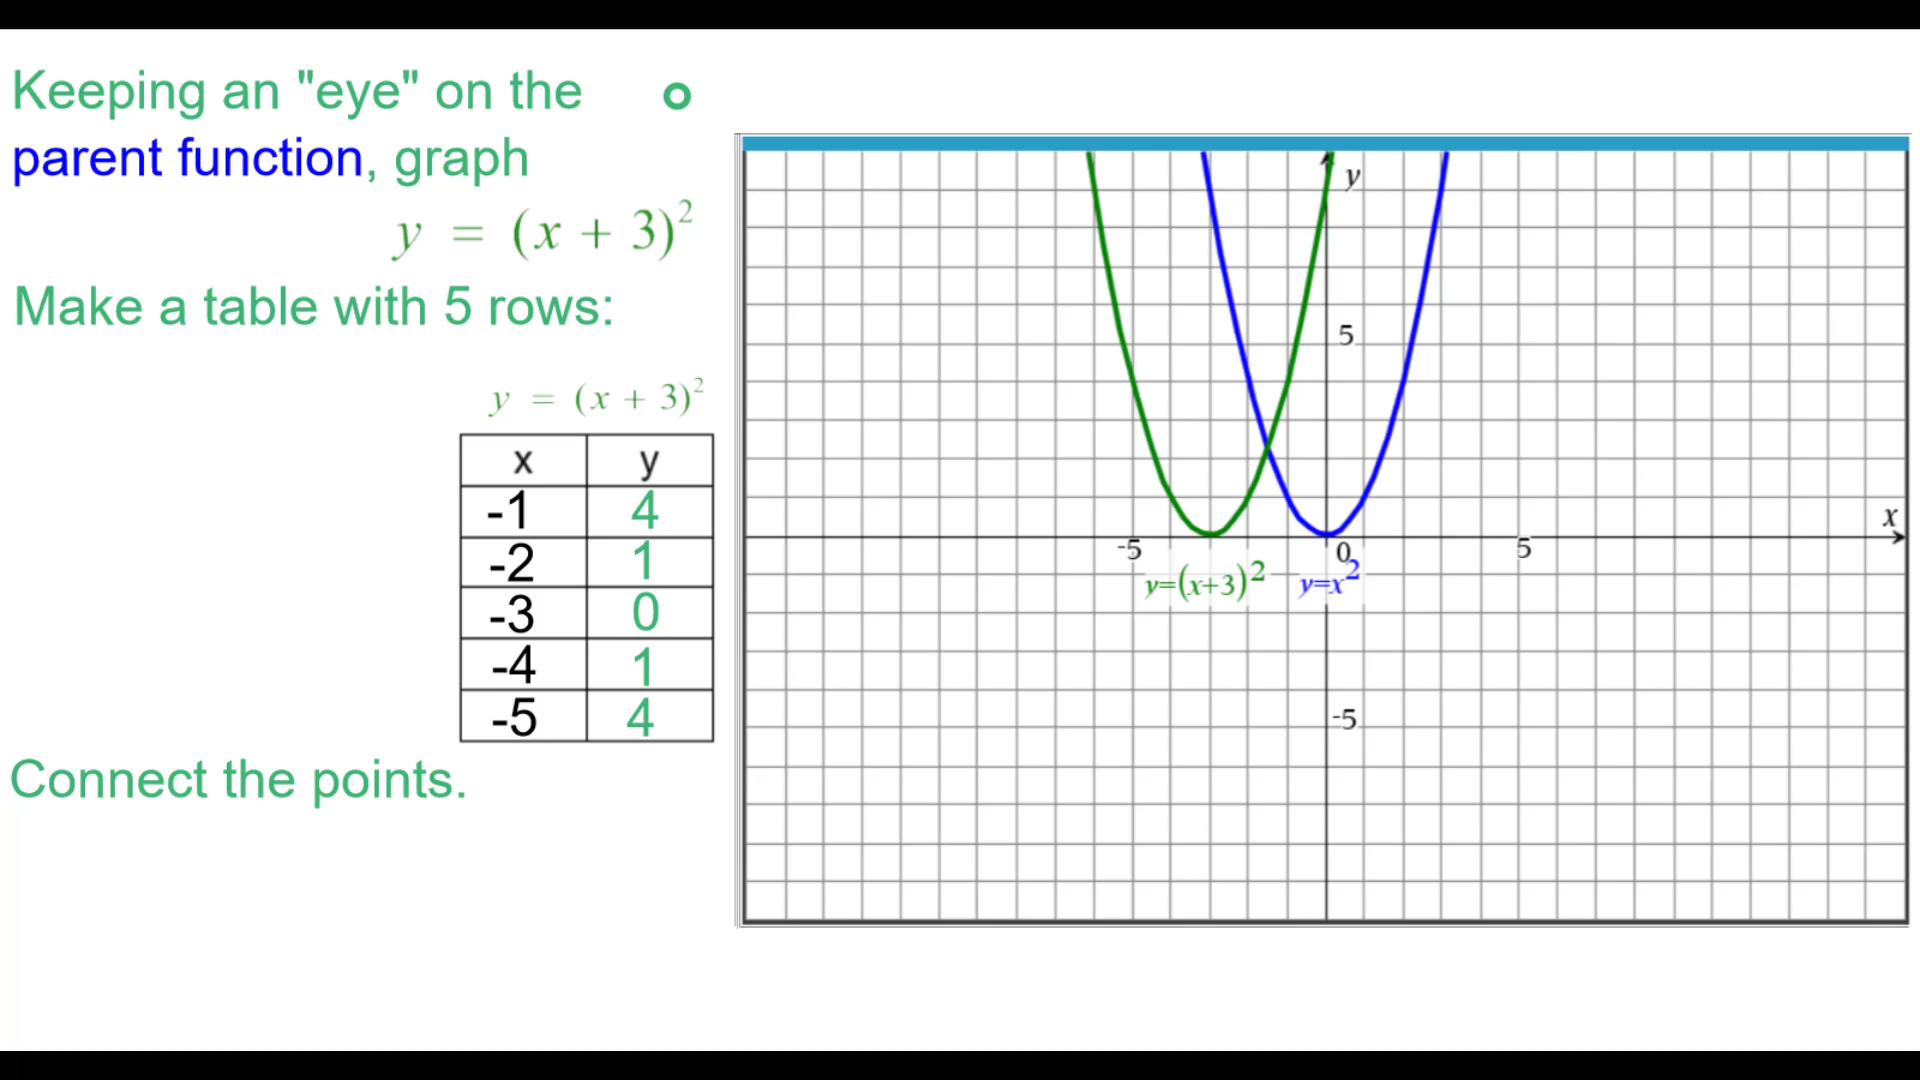 Keeping an "eye" on the
parent function, graph
y = (x + 3)²
Make a table with 5 rows:
y = (x + 3)²
x y
-1 4
-2 1
-3 0
-4 1
-5 4
Connect the points.
y
5
x
-5 0 5
y=(x+3)² y=x²
-5